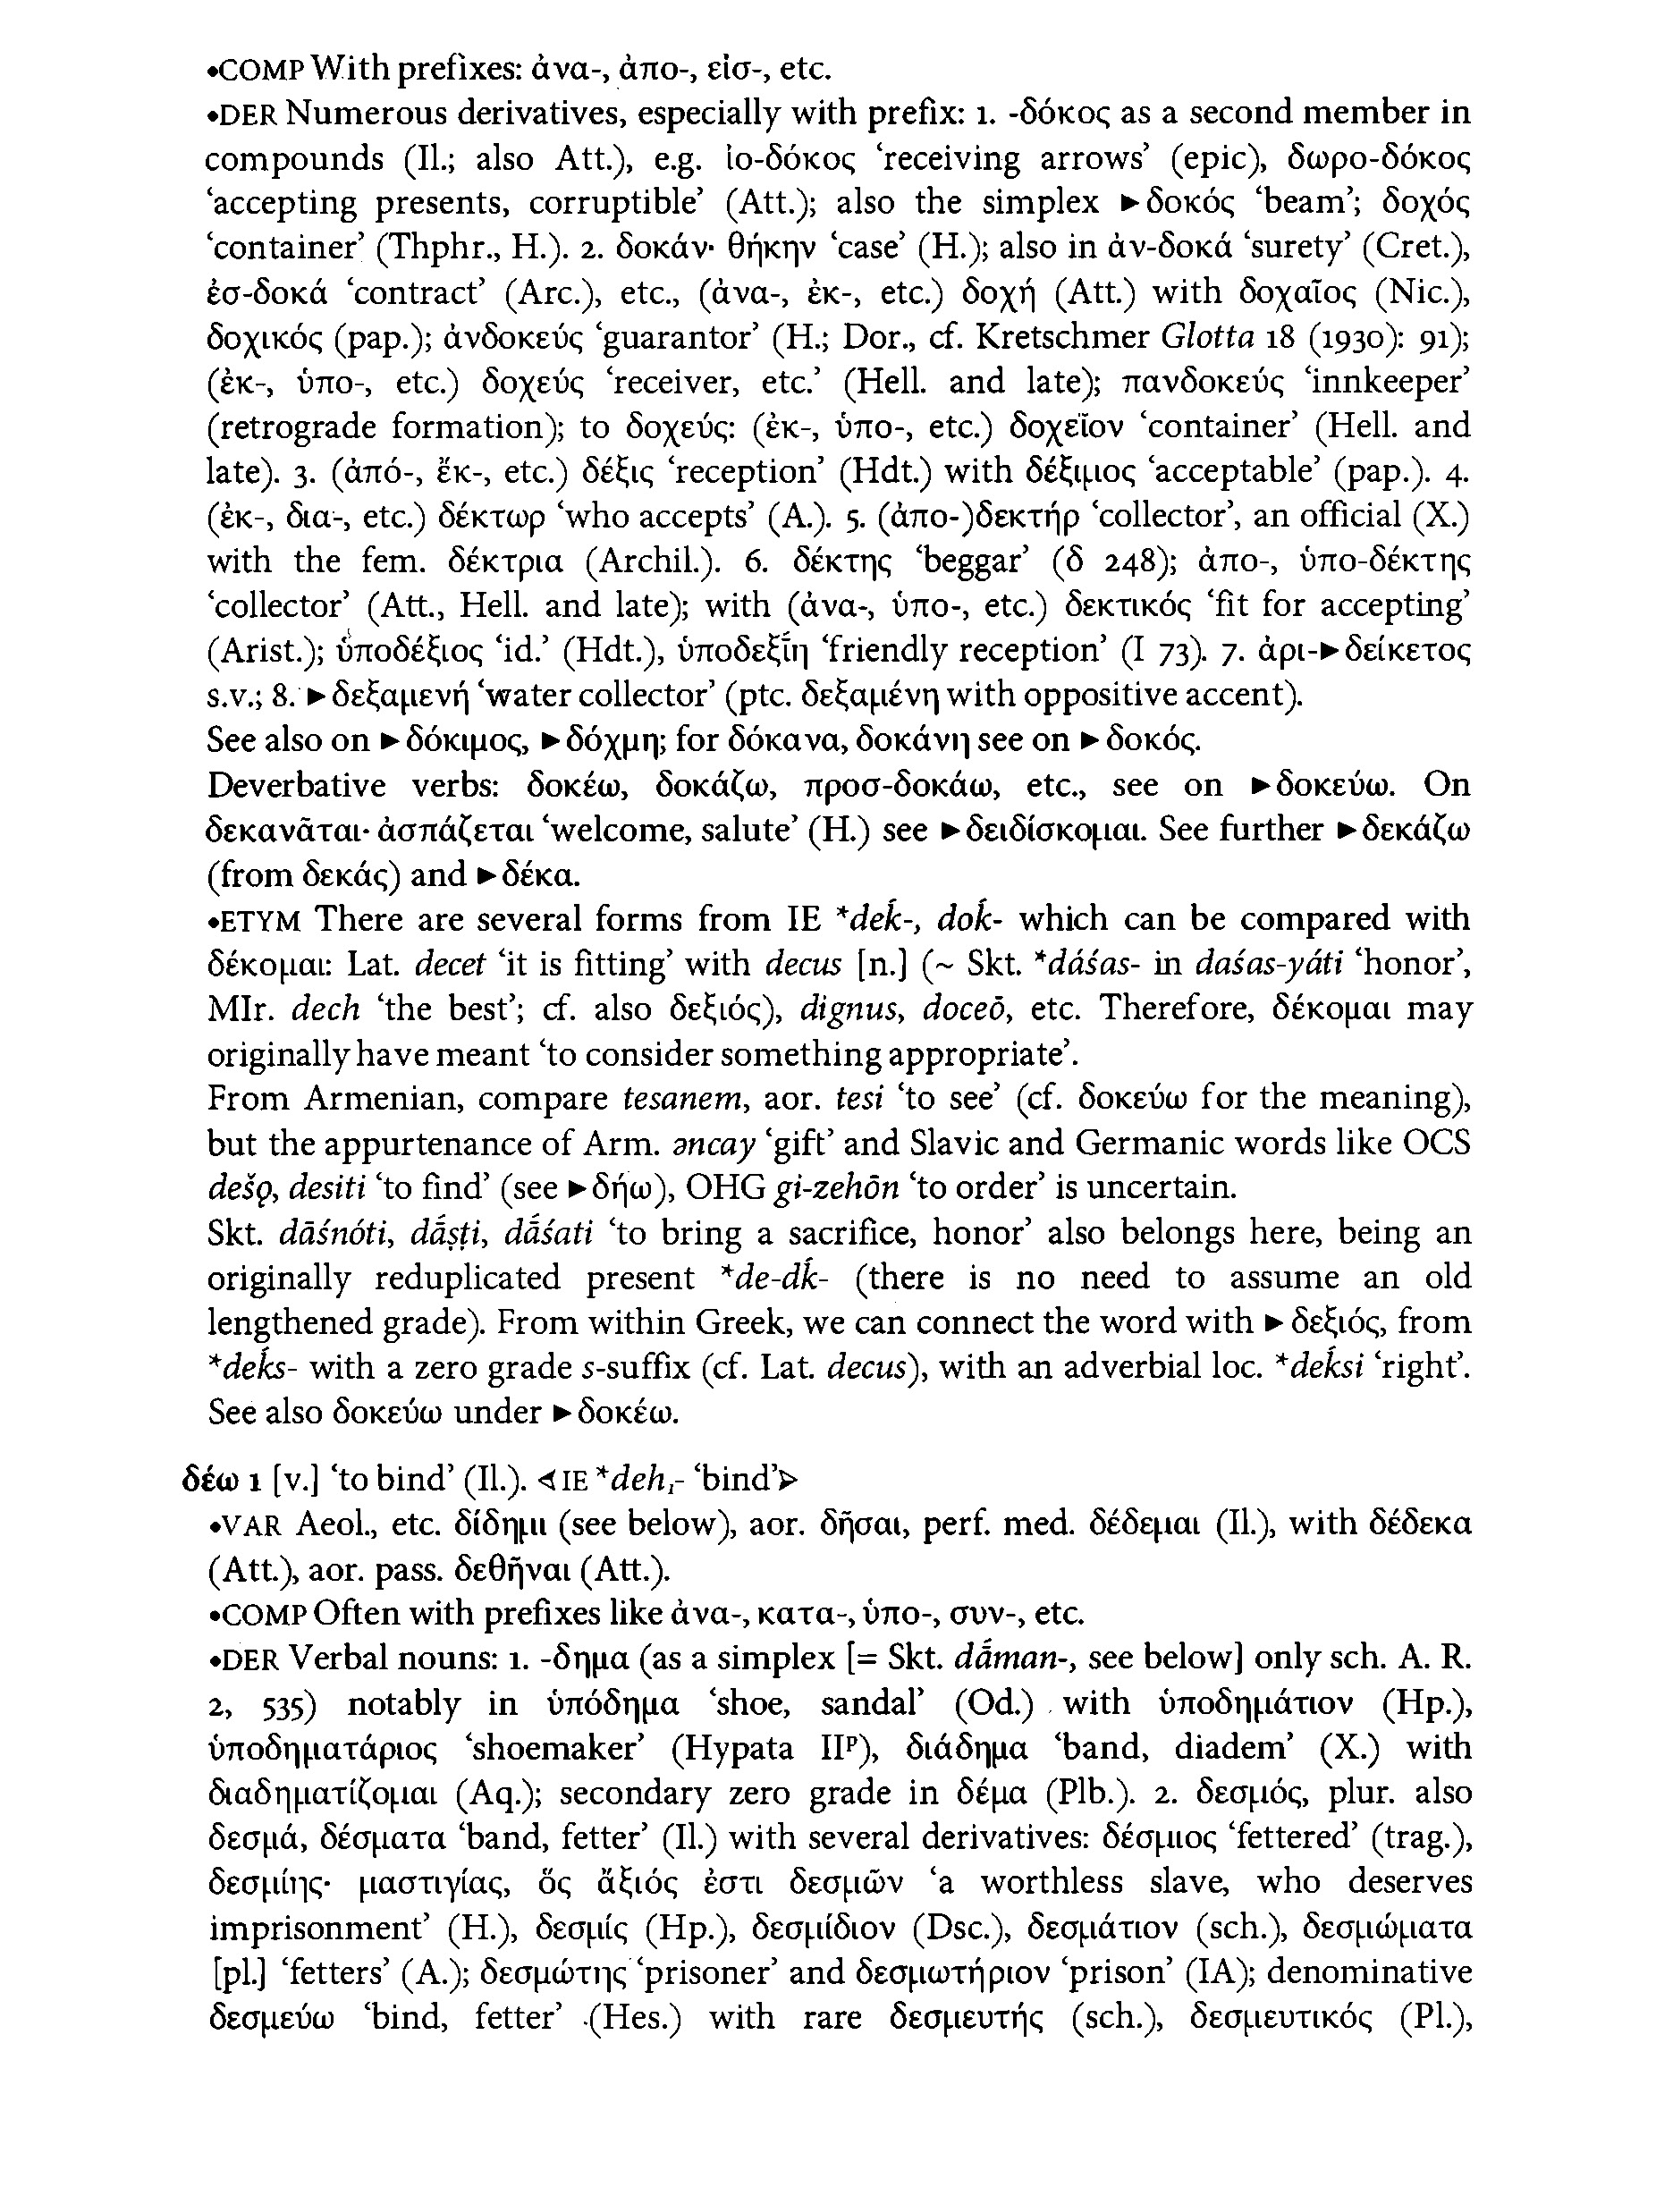 •COMP With prefixes: ἀνα-, ἀπο-, εἰσ-, etc.
•DER Numerous derivatives, especially with prefix: 1. -δόκος as a second member in
compounds (Il.; also Att.), e.g. ἰο-δόκος ‘receiving arrows’ (epic), δωρο-δόκος
‘accepting presents, corruptible’ (Att.); also the simplex ►δοκός ‘beam’; δοχός
‘container’ (Thphr., H.). 2. δοκάν· θήκην ‘case’ (H.); also in ἀν-δοκά ‘surety’ (Cret.),
ἐσ-δοκά ‘contract’ (Arc.), etc., (ἀνα-, ἐκ-, etc.) δοχή (Att.) with δοχαῖος (Nic.),
δοχικός (pap.); ἀνδοκεύς ‘guarantor’ (H.; Dor., cf. Kretschmer Glotta 18 (1930): 91);
(ἐκ-, ὑπο-, etc.) δοχεύς ‘receiver, etc.’ (Hell. and late); πανδοκεύς ‘innkeeper’
(retrograde formation); to δοχεύς: (ἐκ-, ὑπο-, etc.) δοχεῖον ‘container’ (Hell. and
late). 3. (ἀπό-, ἔκ-, etc.) δέξις ‘reception’ (Hdt.) with δέξιμος ‘acceptable’ (pap.). 4.
(ἐκ-, δια-, etc.) δέκτωρ ‘who accepts’ (A.). 5. (ἀπο-)δεκτήρ ‘collector’, an official (X.)
with the fem. δέκτρια (Archil.). 6. δέκτης ‘beggar’ (δ 248); ἀπο-, ὑπο-δέκτης
‘collector’ (Att., Hell. and late); with (ἀνα-, ὑπο-, etc.) δεκτικός ‘fit for accepting’
(Arist.); ὑποδέξιος ‘id.’ (Hdt.), ὑποδεξίη ‘friendly reception’ (I 73). 7. ἀρι-►δείκετος
s.v.; 8. ►δεξαμενή ‘water collector’ (ptc. δεξαμένη with oppositive accent).
See also on ►δόκιμος, ►δόχμη; for δόκανα, δοκάνη see on ►δοκός.
Deverbative verbs: δοκέω, δοκάζω, προσ-δοκάω, etc., see on ►δοκεύω. On
δεκανᾶται· ἀσπάζεται ‘welcome, salute’ (H.) see ►δειδίσκομαι. See further ►δεκάζω
(from δεκάς) and ►δέκα.
•ETYM There are several forms from IE *deḱ-, doḱ- which can be compared with
δέκομαι: Lat. decet ‘it is fitting’ with decus [n.] (~ Skt. *dáśas- in daśas-yáti ‘honor’,
MIr. dech ‘the best’; cf. also δεξιός), dignus, doceō, etc. Therefore, δέκομαι may
originally have meant ‘to consider something appropriate’.
From Armenian, compare tesanem, aor. tesi ‘to see’ (cf. δοκεύω for the meaning),
but the appurtenance of Arm. əncay ‘gift’ and Slavic and Germanic words like OCS
dešǫ, desiti ‘to find’ (see ►δήω), OHG gi-zehōn ‘to order’ is uncertain.
Skt. dāśnóti, dā́ṣṭi, dā́śati ‘to bring a sacrifice, honor’ also belongs here, being an
originally reduplicated present *de-dḱ- (there is no need to assume an old
lengthened grade). From within Greek, we can connect the word with ►δεξιός, from
*deḱs- with a zero grade s-suffix (cf. Lat. decus), with an adverbial loc. *deḱsi ‘right’.
See also δοκεύω under ►δοκέω.
δέω 1 [v.] ‘to bind’ (Il.). ◁ IE *deh₁- ‘bind’▷
•VAR Aeol., etc. δίδημι (see below), aor. δῆσαι, perf. med. δέδεμαι (Il.), with δέδεκα
(Att.), aor. pass. δεθῆναι (Att.).
•COMP Often with prefixes like ἀνα-, κατα-, ὑπο-, συν-, etc.
•DER Verbal nouns: 1. -δημα (as a simplex [= Skt. dā́man-, see below] only sch. A. R.
2, 535) notably in ὑπόδημα ‘shoe, sandal’ (Od.) with ὑποδημάτιον (Hp.),
ὑποδηματάριος ‘shoemaker’ (Hypata IIᵖ), διάδημα ‘band, diadem’ (X.) with
διαδηματίζομαι (Aq.); secondary zero grade in δέμα (Plb.). 2. δεσμός, plur. also
δεσμά, δέσματα ‘band, fetter’ (Il.) with several derivatives: δέσμιος ‘fettered’ (trag.),
δεσμίης· μαστιγίας, ὅς ἄξιός ἐστι δεσμῶν ‘a worthless slave, who deserves
imprisonment’ (H.), δεσμίς (Hp.), δεσμίδιον (Dsc.), δεσμάτιον (sch.), δεσμώματα
[pl.] ‘fetters’ (A.); δεσμώτης ‘prisoner’ and δεσμωτήριον ‘prison’ (IA); denominative
δεσμεύω ‘bind, fetter’ (Hes.) with rare δεσμευτής (sch.), δεσμευτικός (Pl.),